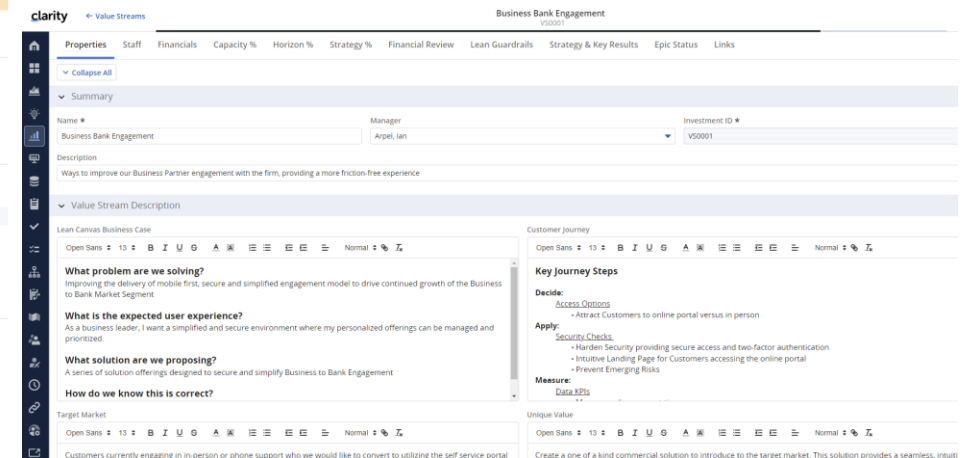 clarity
← Value Streams
Business Bank Engagement
VS0001
Properties Staff Financials Capacity % Horizon % Strategy % Financial Review Lean Guardrails Strategy & Key Results Epic Status Links
Collapse All
Summary
Name *
Manager
Investment ID *
Business Bank Engagement
Arpel, Ian
VS0001
Description
Ways to improve our Business Partner engagement with the firm, providing a more friction-free experience
Value Stream Description
Lean Canvas Business Case
Open Sans 13 B I U S A Normal
What problem are we solving?
Improving the delivery of mobile first, secure and simplified engagement model to drive continued growth of the Business
to Bank Market Segment
What is the expected user experience?
As a business leader, I want a simplified and secure environment where my personalized offerings can be managed and
prioritized.
What solution are we proposing?
A series of solution offerings designed to secure and simplify Business to Bank Engagement
How do we know this is correct?
Customer Journey
Open Sans 13 B I U S A Normal
Key Journey Steps
Decide:
Access Options
• Attract Customers to online portal versus in person
Apply:
Security Checks
• Harden Security providing secure access and two-factor authentication
• Intuitive Landing Page for Customers accessing the online portal
• Prevent Emerging Risks
Measure:
Data KPIs
Target Market
Open Sans 13 B I U S A Normal
Customers currently engaging in in-person or phone support who we would like to convert to utilizing the self service portal
Unique Value
Open Sans 13 B I U S A Normal
Create a one of a kind commercial solution to introduce to the target market. This solution provides a seamless, intuiti